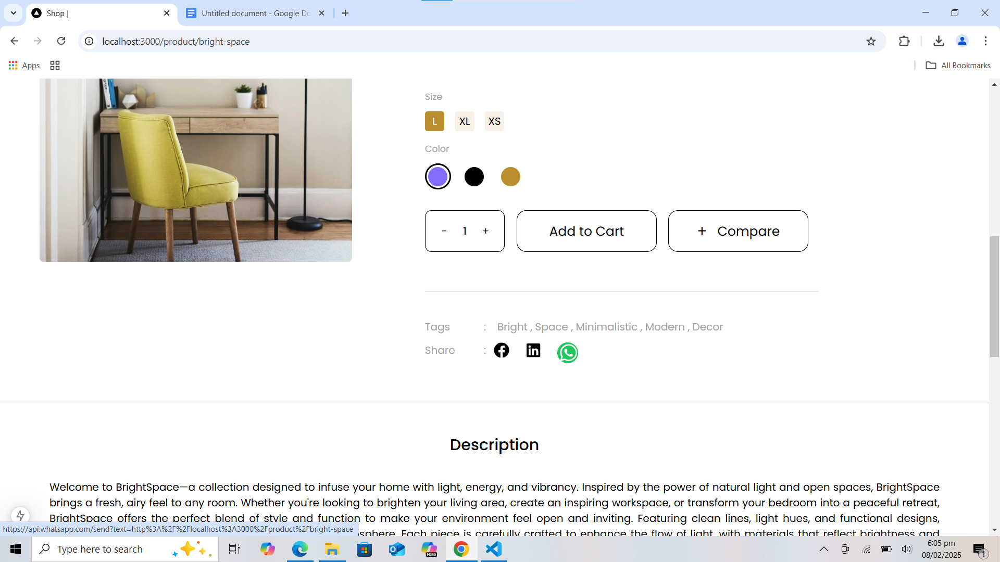 Shop |
Untitled document - Google Do
localhost:3000/product/bright-space
Apps
All Bookmarks
Size
L XL XS
Color
- 1 +
Add to Cart
+ Compare
Tags : Bright , Space , Minimalistic , Modern , Decor
Share :
Description
Welcome to BrightSpace—a collection designed to infuse your home with light, energy, and vibrancy. Inspired by the power of natural light and open spaces, BrightSpace
brings a fresh, airy feel to any room. Whether you're looking to brighten your living area, create an inspiring workspace, or transform your bedroom into a peaceful retreat,
BrightSpace offers the perfect blend of style and function to make your environment feel open and inviting. Featuring clean lines, light hues, and functional designs,
sphere. Each piece is carefully crafted to enhance the flow of light, with materials that reflect brightness and
https://api.whatsapp.com/send?text=http%3A%2F%2Flocalhost%3A3000%2Fproduct%2Fbright-space
Type here to search
M365
6:05 pm
08/02/2025
1